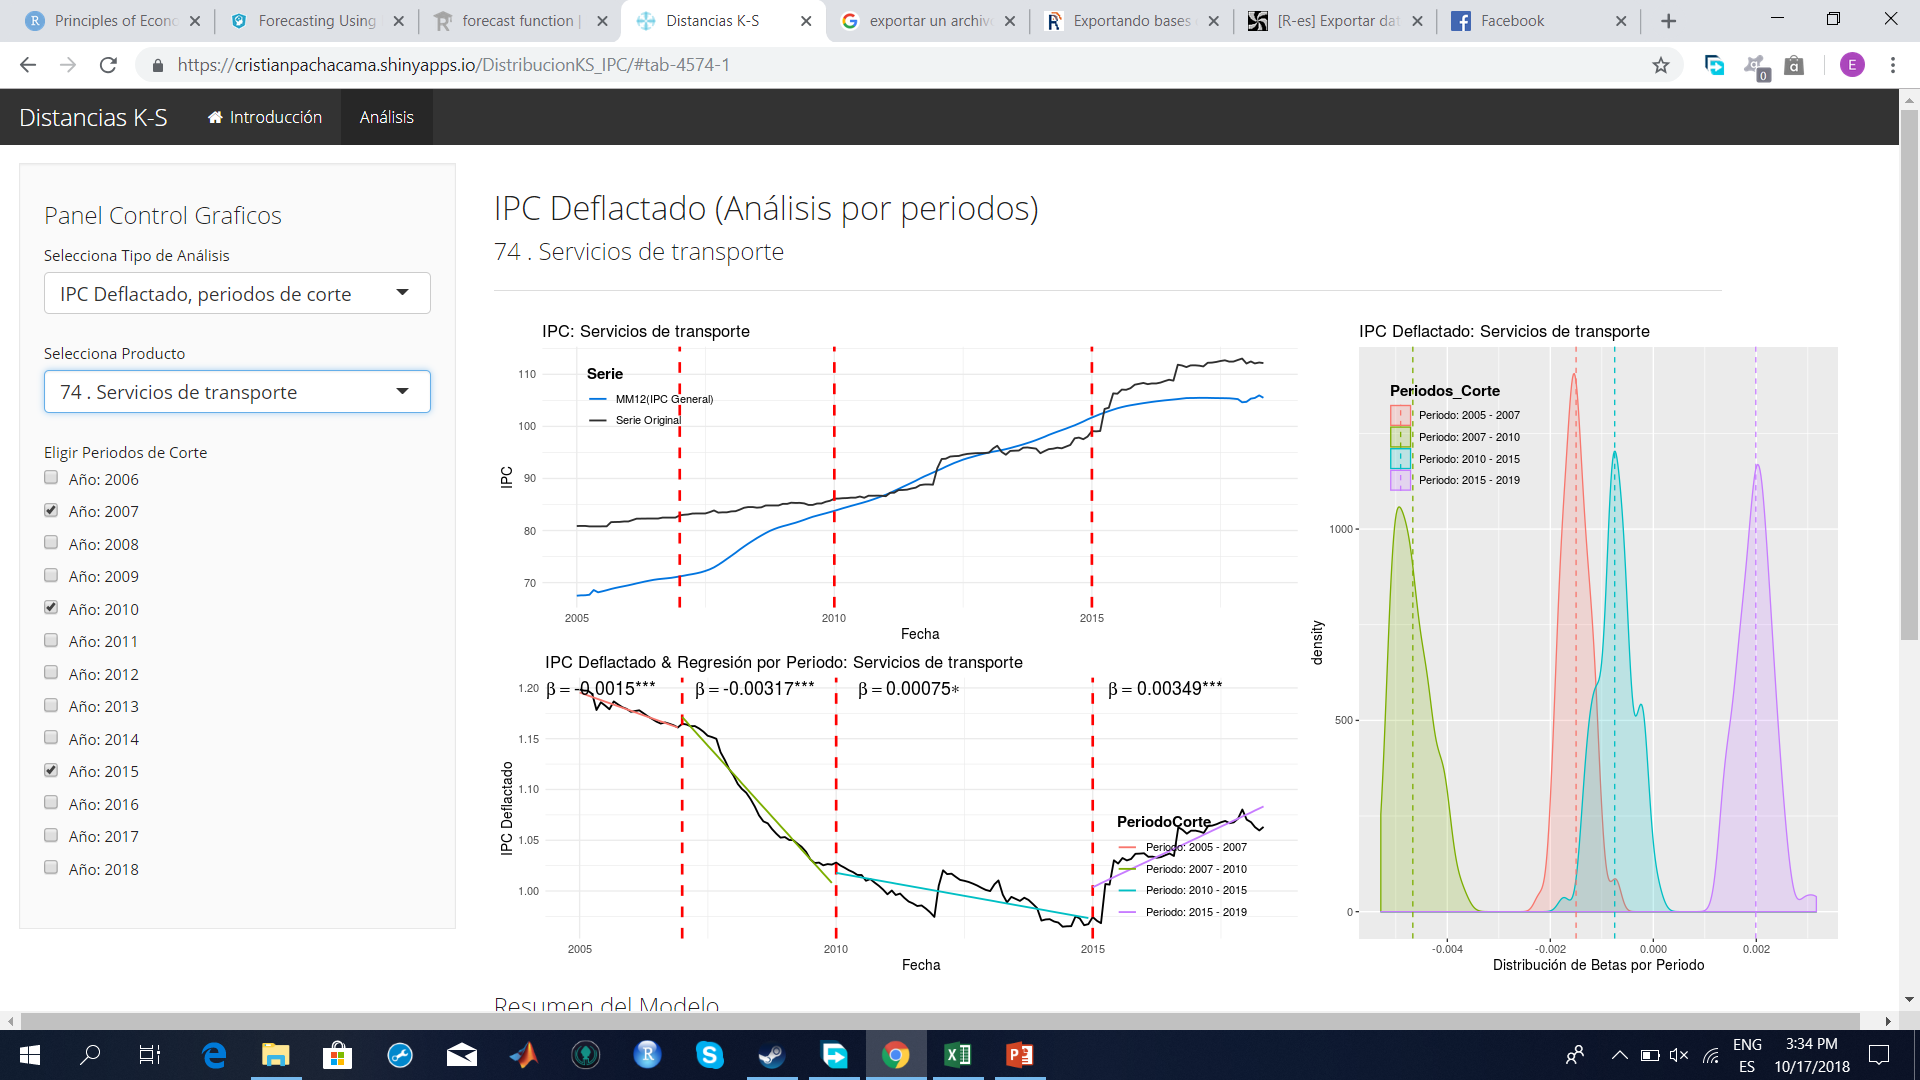 Principles of Econo
Forecasting Using
forecast function |
Distancias K-S
exportar un archivo
Exportando bases
[R-es] Exportar dat
Facebook
https://cristianpachacama.shinyapps.io/DistribucionKS_IPC/#tab-4574-1
0
E
Distancias K-S
Introducción
Análisis
Panel Control Graficos
Selecciona Tipo de Análisis
IPC Deflactado, periodos de corte
Selecciona Producto
74 . Servicios de transporte
Eligir Periodos de Corte
Año: 2006
Año: 2007
Año: 2008
Año: 2009
Año: 2010
Año: 2011
Año: 2012
Año: 2013
Año: 2014
Año: 2015
Año: 2016
Año: 2017
Año: 2018
IPC Deflactado (Análisis por periodos)
74 . Servicios de transporte
IPC: Servicios de transporte
Serie
MM12(IPC General)
Serie Original
IPC
110
100
90
80
70
2005
2010
2015
Fecha
IPC Deflactado & Regresión por Periodo: Servicios de transporte
β = -0.0015***
β = -0.00317***
β = 0.00075*
β = 0.00349***
IPC Deflactado
1.20
1.15
1.10
1.05
1.00
PeriodoCorte
Periodo: 2005 - 2007
Periodo: 2007 - 2010
Periodo: 2010 - 2015
Periodo: 2015 - 2019
2005
2010
2015
Fecha
IPC Deflactado: Servicios de transporte
Periodos_Corte
Periodo: 2005 - 2007
Periodo: 2007 - 2010
Periodo: 2010 - 2015
Periodo: 2015 - 2019
density
1000
500
0
-0.004
-0.002
0.000
0.002
Distribución de Betas por Periodo
Resumen del Modelo
ENG
ES
3:34 PM
10/17/2018